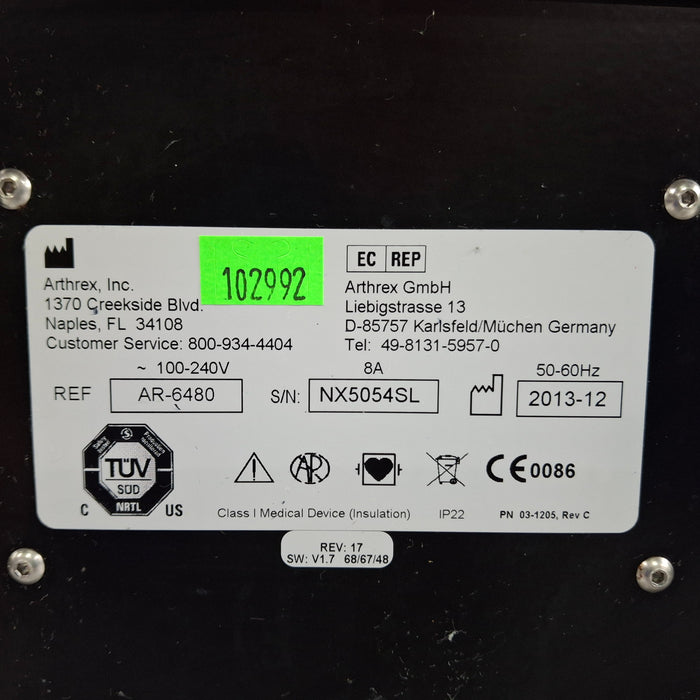 Arthrex, Inc.
1370 Creekside Blvd.
Naples, FL 34108
Customer Service: 800-934-4404
102992
EC REP
Arthrex GmbH
Liebigstrasse 13
D-85757 Karlsfeld/Müchen Germany
Tel: 49-8131-5957-0
~ 100-240V 8A 50-60Hz
REF AR-6480 S/N: NX5054SL 2013-12
TÜV
SÜD
NRTL
C US
CE 0086
Class I Medical Device (Insulation) IP22 PN 03-1205, Rev C
REV: 17
SW: V1.7 68/67/48